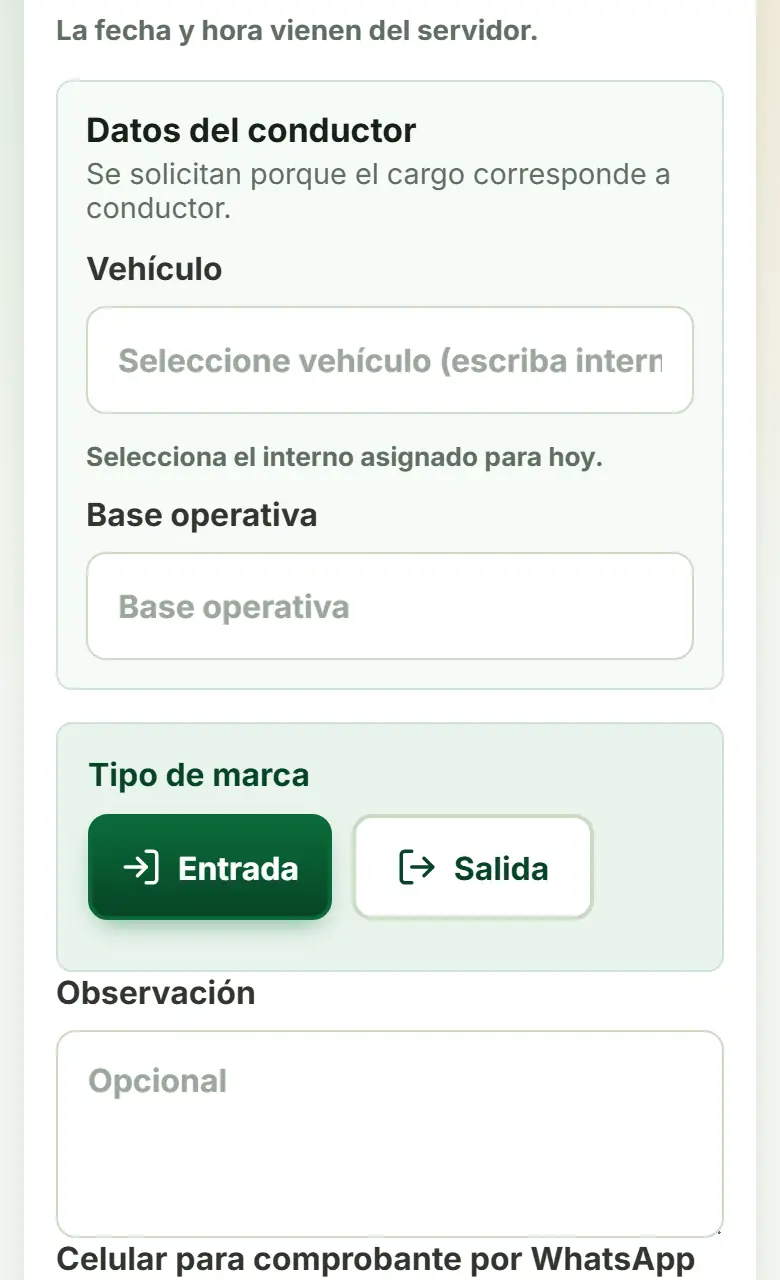 La fecha y hora vienen del servidor.
Datos del conductor
Se solicitan porque el cargo corresponde a
conductor.
Vehículo
Seleccione vehículo (escriba intern
Selecciona el interno asignado para hoy.
Base operativa
Base operativa
Tipo de marca
Entrada
Salida
Observación
Opcional
Celular para comprobante por WhatsApp